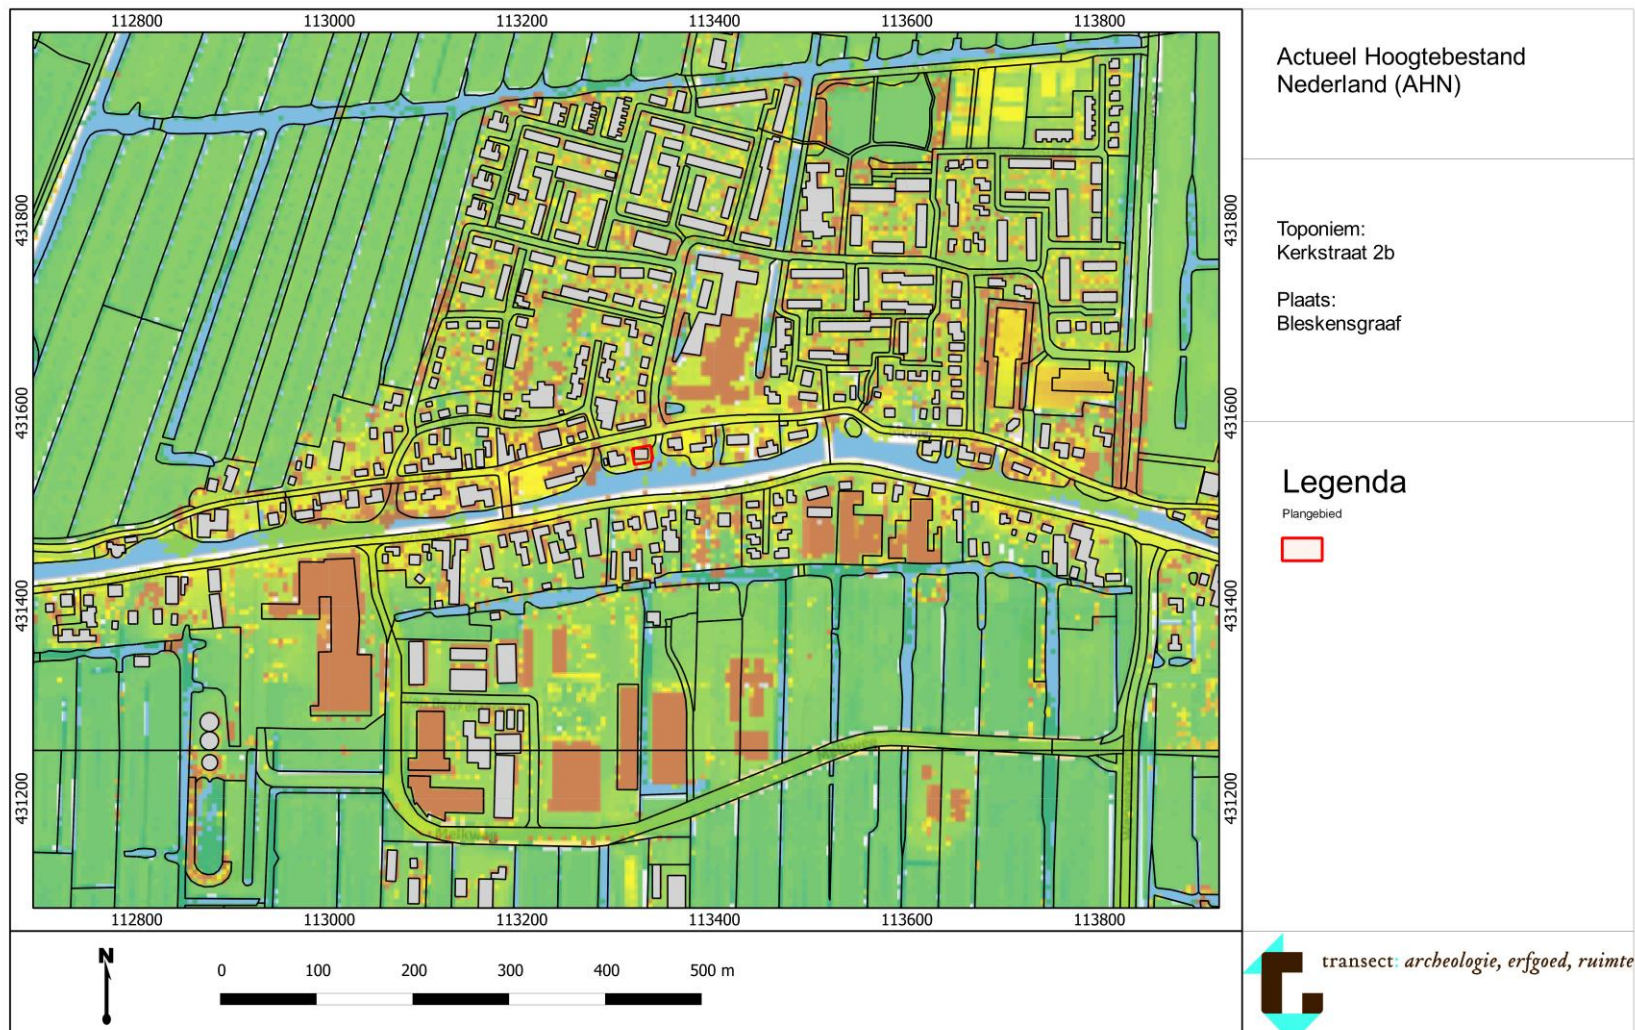 112800 113000 113200 113400 113600 113800
431800
431600
431400
431200
431800
431600
431400
431200
Melkweg
112800 113000 113200 113400 113600 113800
N
0 100 200 300 400 500 m
Actueel Hoogtebestand
Nederland (AHN)
Toponiem:
Kerkstraat 2b
Plaats:
Bleskensgraaf
Legenda
Plangebied
transect: archeologie, erfgoed, ruimte